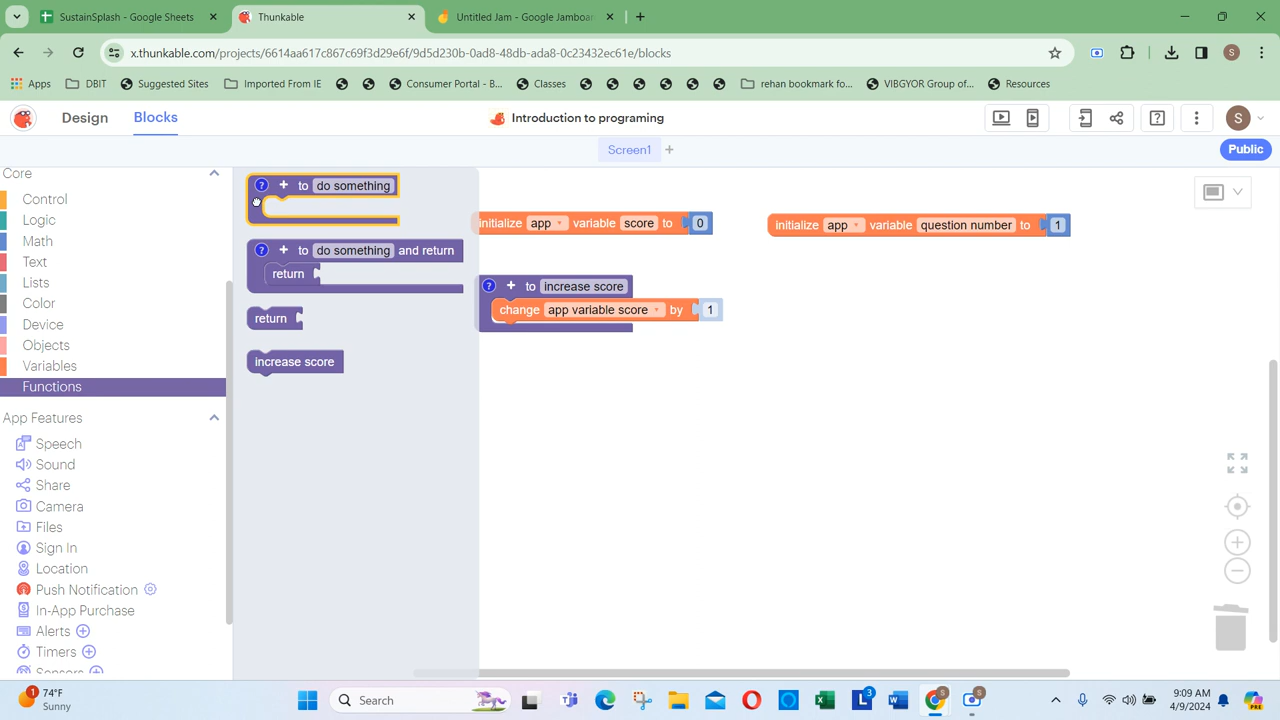 SustainSplash - Google Sheets
Thunkable
Untitled Jam - Google Jamboard
x.thunkable.com/projects/6614aa617c867c69f3d29e6f/9d5d230b-0ad8-48db-ada8-0c23432ec61e/blocks
S
Apps DBIT Suggested Sites Imported From IE Consumer Portal - B... Classes rehan bookmark fo... VIBGYOR Group of... Resources
Design Blocks Introduction to programing S
Screen1 + Public
Core
Control
Logic
Math
Text
Lists
Color
Device
Objects
Variables
Functions
App Features
Speech
Sound
Share
Camera
Files
Sign In
Location
Push Notification
In-App Purchase
Alerts
Timers
? + to do something
? + to do something and return
return
return
increase score
initialize app variable score to 0
initialize app variable question number to 1
? + to increase score
change app variable score by 1
1 74°F
Sunny
Search
3
S
S
9:09 AM
4/9/2024
PRE